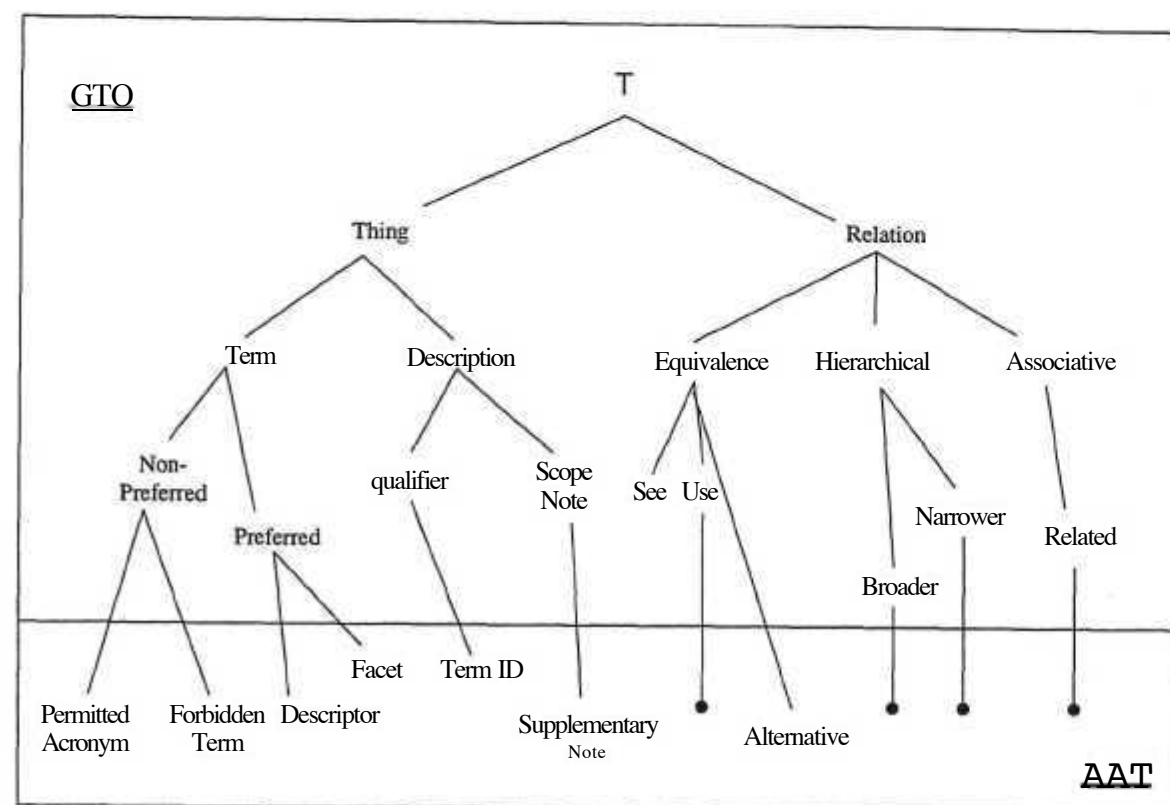 T
GTO
Thing
Relation
Term
Description
Equivalence
Hierarchical
Associative
Non-
Preferred
qualifier
Scope
Note
See
Use
Narrower
Preferred
Related
Broader
Facet
Term ID
Permitted
Acronym
Forbidden
Term
Descriptor
Supplementary
Note
Alternative
AAT